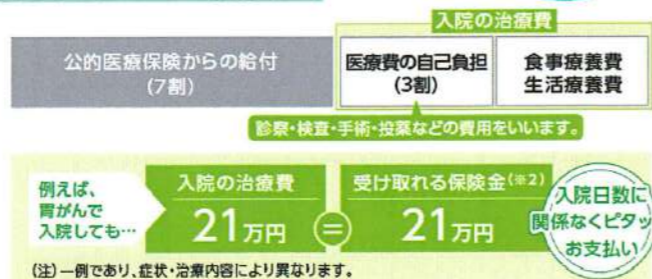 入院の治療費
公的医療保険からの給付
(7割)
医療費の自己負担
(3割)
食事療養費
生活療養費
診察・検査・手術・投薬などの費用をいいます。
例えば、
胃がんで
入院しても…
入院の治療費
21万円
=
受け取れる保険金(※2)
21万円
入院日数に
関係なくピタッと
お支払い
(注)一例であり、症状・治療内容により異なります。